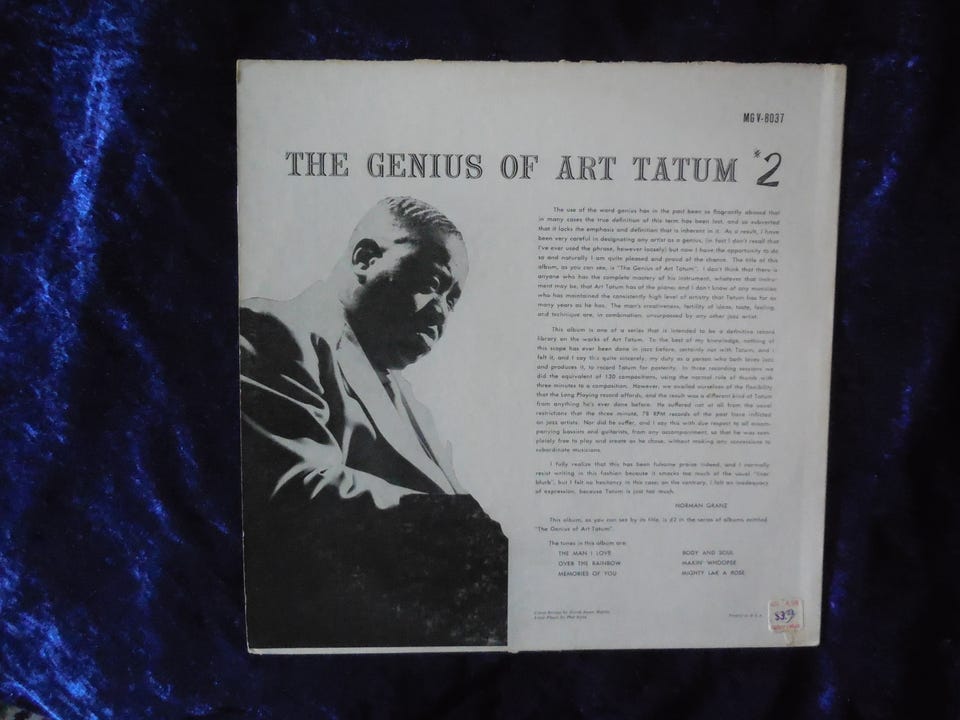 MG V-8037
THE GENIUS OF ART TATUM #2
The use of the word genius has in the past been so flagrantly abused that
in many cases the true definition of this term has been lost, and so subverted
that it lacks the emphasis and definition that is inherent in it. As a result, I have
been very careful in designating any artist as a genius, (in fact I don't recall that
I've ever used the phrase, however loosely) but now I have the opportunity to do
so and naturally I am quite pleased and proud of the chance. The title of this
album, as you can see, is "The Genius of Art Tatum". I don't think that there is
anyone who has the complete mastery of his instrument, whatever that instru-
ment may be, that Art Tatum has of the piano; and I don't know of any musician
who has maintained the consistently high level of artistry that Tatum has for as
many years as he has. The man's creativeness, fertility of ideas, taste, feeling,
and technique are, in combination, unsurpassed by any other jazz artist.
This album is one of a series that is intended to be a definitive record
library on the works of Art Tatum. To the best of my knowledge, nothing of
this scope has ever been done in jazz before, certainly not with Tatum, and I
felt it, and I say this quite sincerely, my duty as a person who both loves jazz
and produces it, to record Tatum for posterity. In three recording sessions we
did the equivalent of 130 compositions, using the normal rule of thumb with
three minutes to a composition. However, we availed ourselves of the flexibility
that the Long Playing record affords, and the result was a different kind of Tatum
from anything he's ever done before. He suffered not at all from the usual
restrictions that the three minute, 78 RPM records of the past have inflicted
on jazz artists. Nor did he suffer, and I say this with due respect to all accom-
panying bassists and guitarists, from any accompaniment, so that he was com-
pletely free to play and create as he chose, without making any concessions to
subordinate musicians.
I fully realize that this has been fulsome praise indeed, and I normally
resist writing in this fashion because it smacks too much of the usual "liner
blurb", but I felt no hesitancy in this case; on the contrary, I felt an inadequacy
of expression, because Tatum is just too much.
NORMAN GRANZ
This album, as you can see by its title, is #2 in the series of albums entitled
"The Genius of Art Tatum".
The tunes in this album are:
THE MAN I LOVE BODY AND SOUL
OVER THE RAINBOW MAKIN' WHOOPEE
MEMORIES OF YOU MIGHTY LAK A ROSE
Cover Design by David Stone Martin
Liner Photo by Phil Stern
Printed in U.S.A.